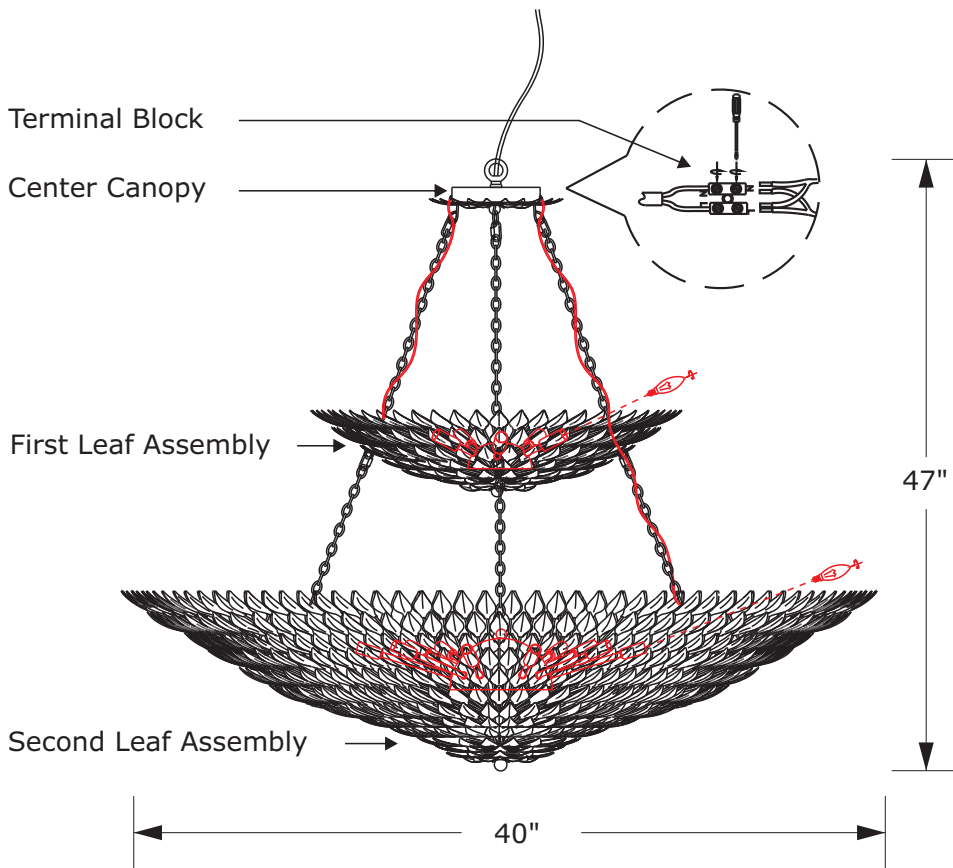 Terminal Block
Center Canopy
First Leaf Assembly
47"
Second Leaf Assembly
40"